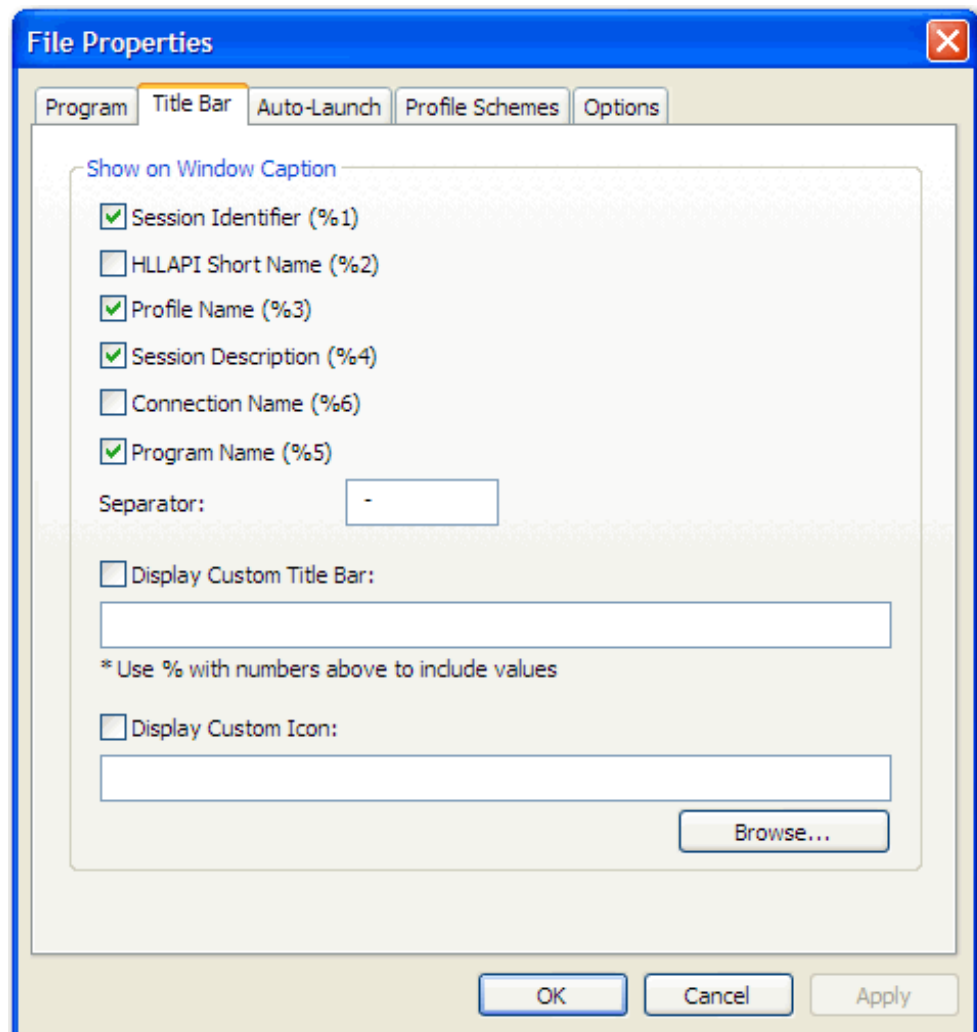 File Properties
Program Title Bar Auto-Launch Profile Schemes Options
Show on Window Caption
Session Identifier (%1)
HLLAPI Short Name (%2)
Profile Name (%3)
Session Description (%4)
Connection Name (%6)
Program Name (%5)
Separator: -
Display Custom Title Bar:
* Use % with numbers above to include values
Display Custom Icon:
Browse...
OK Cancel Apply